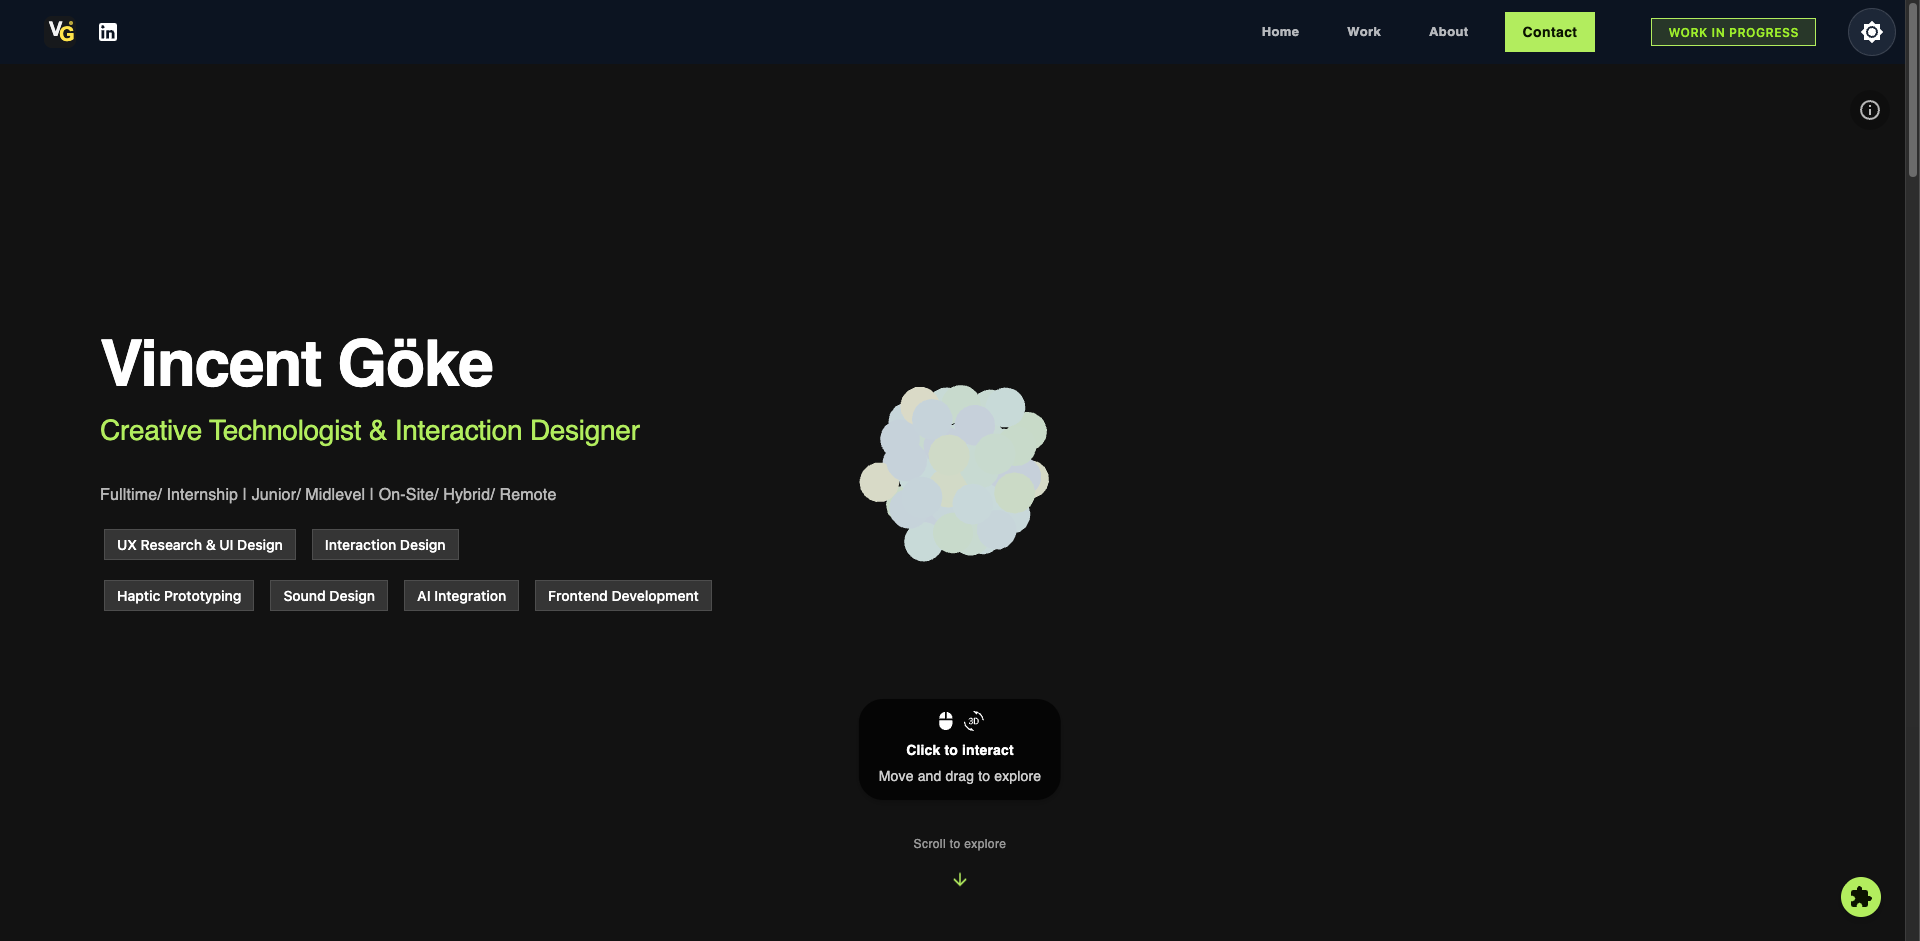 VG in
Home Work About Contact WORK IN PROGRESS
Vincent Göke
Creative Technologist & Interaction Designer
Fulltime/ Internship | Junior/ Midlevel | On-Site/ Hybrid/ Remote
UX Research & UI Design Interaction Design
Haptic Prototyping Sound Design AI Integration Frontend Development
3D
Click to interact
Move and drag to explore
Scroll to explore